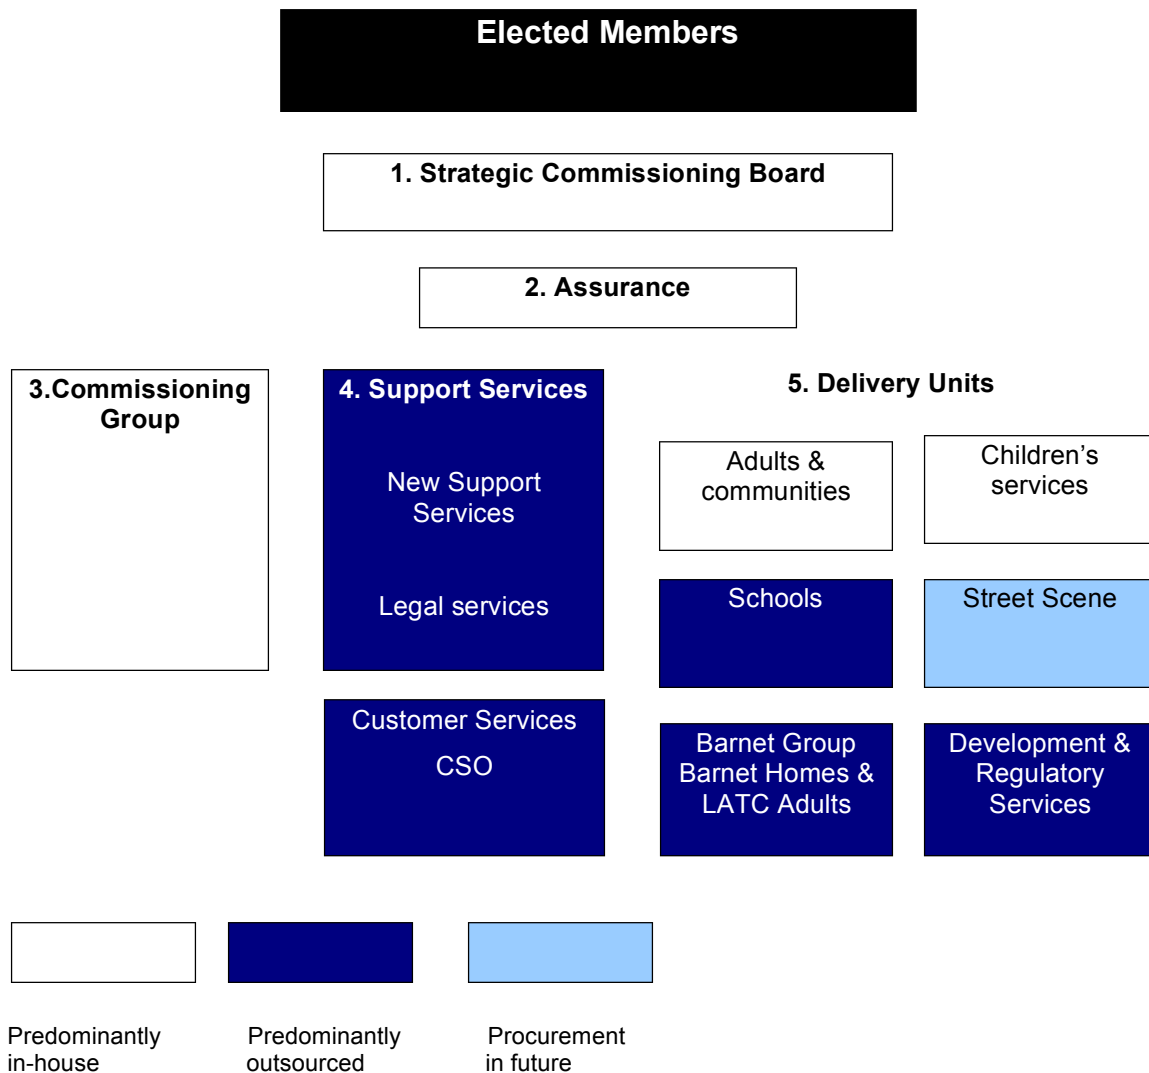 Elected Members
1. Strategic Commissioning Board
2. Assurance
3.Commissioning
Group
4. Support Services
New Support
Services
Legal services
Customer Services
CSO
5. Delivery Units
Adults &
communities
Children's
services
Schools
Street Scene
Barnet Group
Barnet Homes &
LATC Adults
Development &
Regulatory
Services
Predominantly
in-house
Predominantly
outsourced
Procurement
in future